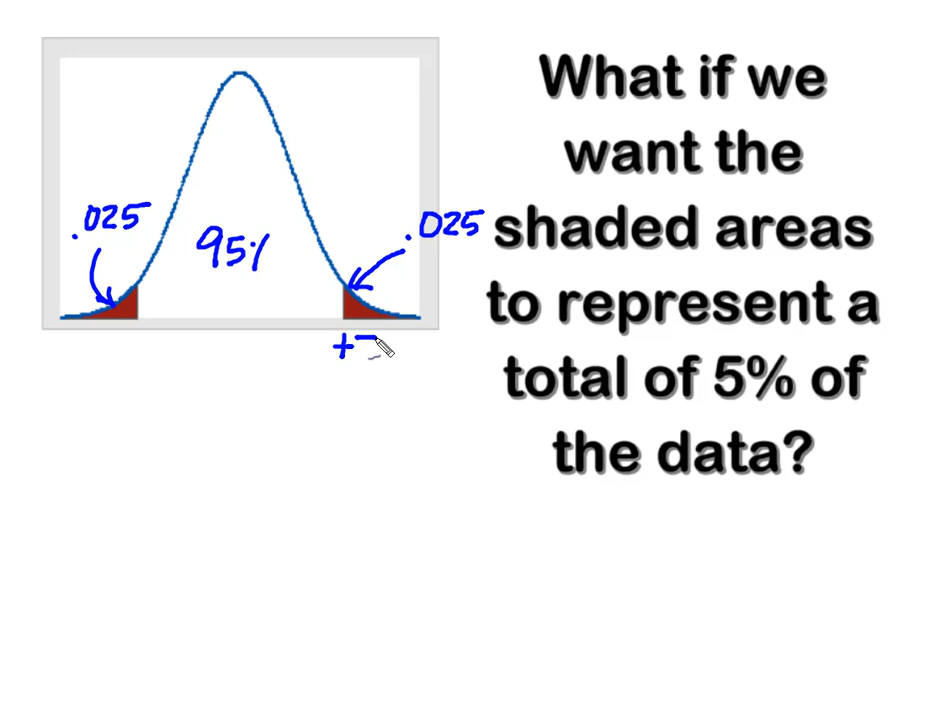 What if we
want the
shaded areas
to represent a
total of 5% of
the data?
.025
95%
.025
+